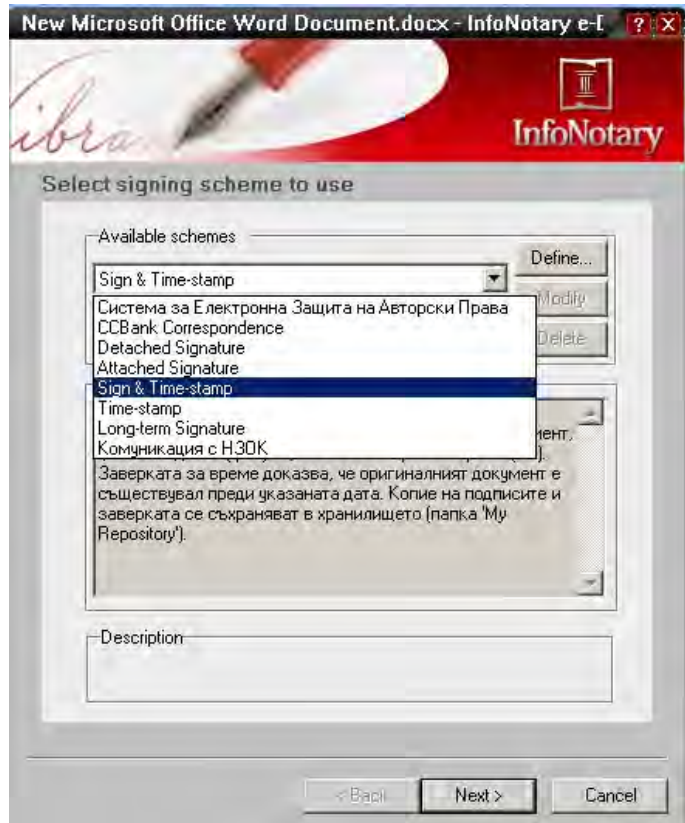 New Microsoft Office Word Document.docx - InfoNotary e-
InfoNotary
Select signing scheme to use
Available schemes
Define...
Sign & Time-stamp
Modify
Система за Електронна Защита на Авторски Права
CCBank Correspondence
Delete
Detached Signature
Attached Signature
Sign & Time-stamp
Time-stamp
Long-term Signature
Комуникация с НЗОК
Заверката за време доказва, че оригиналният документ е
съществувал преди указаната дата. Копие на подписите и
заверката се съхраняват в хранилището (папка 'My
Repository').
Description
< Back
Next >
Cancel